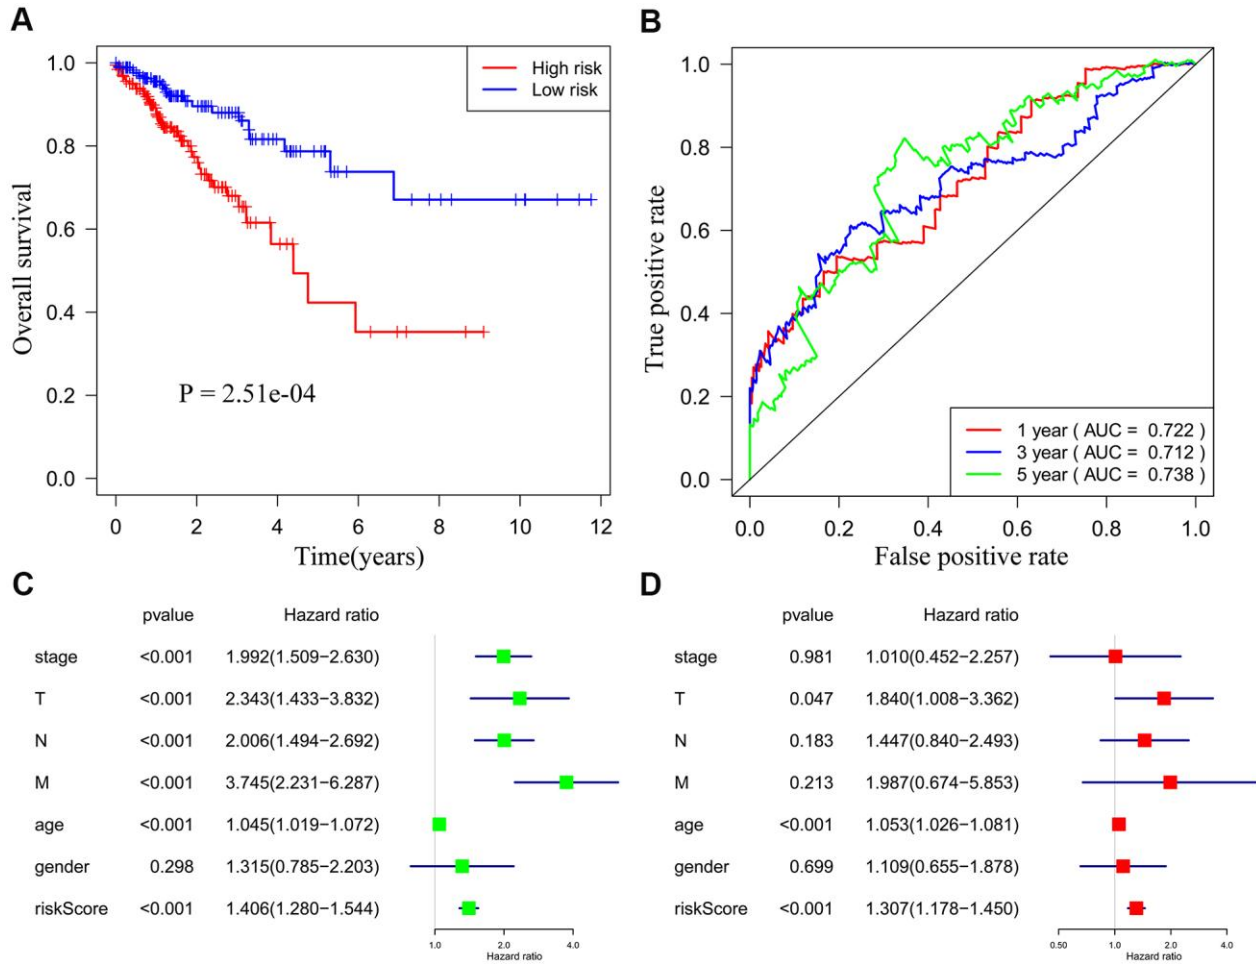 A
1.0
0.8
0.6
0.4
0.2
0.0
Overall survival
High risk
Low risk
P = 2.51e-04
0 2 4 6 8 10 12
Time(years)
B
1.0
0.8
0.6
0.4
0.2
0.0
True positive rate
1 year ( AUC = 0.722 )
3 year ( AUC = 0.712 )
5 year ( AUC = 0.738 )
0.0 0.2 0.4 0.6 0.8 1.0
False positive rate
C
pvalue Hazard ratio
stage <0.001 1.992(1.509−2.630)
T <0.001 2.343(1.433−3.832)
N <0.001 2.006(1.494−2.692)
M <0.001 3.745(2.231−6.287)
age <0.001 1.045(1.019−1.072)
gender 0.298 1.315(0.785−2.203)
riskScore <0.001 1.406(1.280−1.544)
1.0 2.0 4.0
Hazard ratio
D
pvalue Hazard ratio
stage 0.981 1.010(0.452−2.257)
T 0.047 1.840(1.008−3.362)
N 0.183 1.447(0.840−2.493)
M 0.213 1.987(0.674−5.853)
age <0.001 1.053(1.026−1.081)
gender 0.699 1.109(0.655−1.878)
riskScore <0.001 1.307(1.178−1.450)
0.50 1.0 2.0 4.0
Hazard ratio